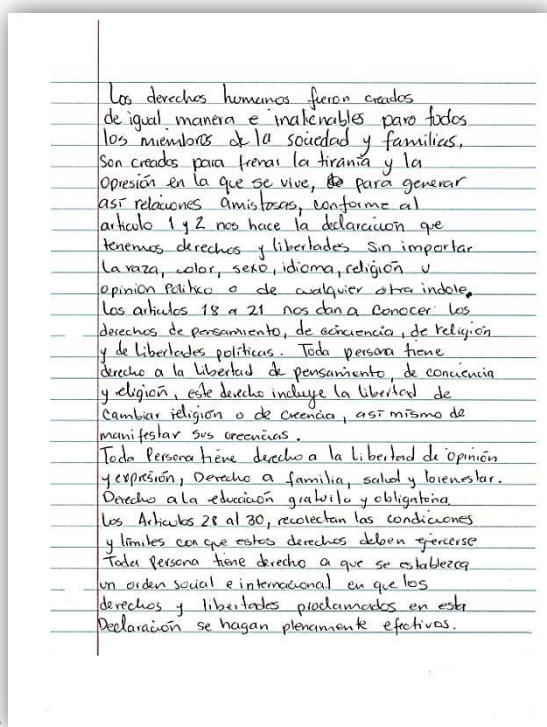 Los derechos humanos fueron creados
de igual manera e inalienables para todos
los miembros de la sociedad y familias,
Son creados para frenar la tiranía y la
opresión en la que se vive, para generar
así relaciones amistosas, conforme al
articulo 1 y 2 nos hace la declaración que
tenemos derechos y libertades sin importar
la raza, color, sexo, idioma, religión u
opinión Político o de cualquier otra indole.
Los articulos 18 a 21 nos dan a conocer: los
derechos de pensamiento, de conciencia, de religión
y de Libertades políticas. Toda persona tiene
derecho a la libertad de pensamiento, de conciencia
y eligión, este derecho incluye la libertad de
cambiar religión o de creencia, así mismo de
manifestar sus creencias.
Toda Persona tiene derecho a la Libertad de opinión
y expresión, Derecho a familia, salud y bienestar.
Derecho a la educación gratuita y obligatoria.
Los Articulos 28 al 30, recolectan las condiciones
y límites con que estos derechos deben ejercerse
Toda Persona tiene derecho a que se establezca
un orden social e internacional en que los
derechos y libertades proclamados en esta
Declaración se hagan plenamente efectivos.